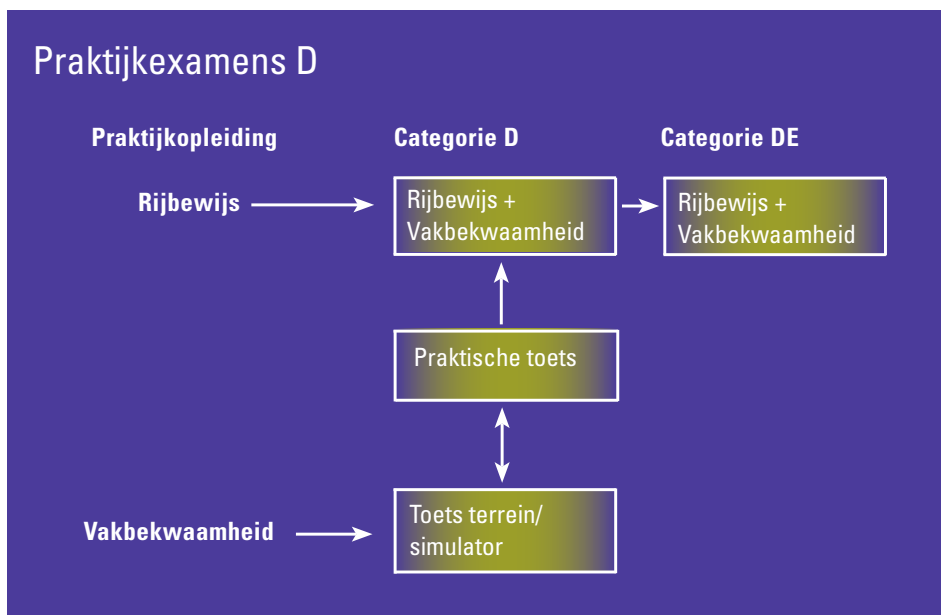 Praktijkexamens D
Praktijkopleiding
Categorie D
Categorie DE
Rijbewijs
Rijbewijs +
Vakbekwaamheid
Rijbewijs +
Vakbekwaamheid
Praktische toets
Vakbekwaamheid
Toets terrein/
simulator